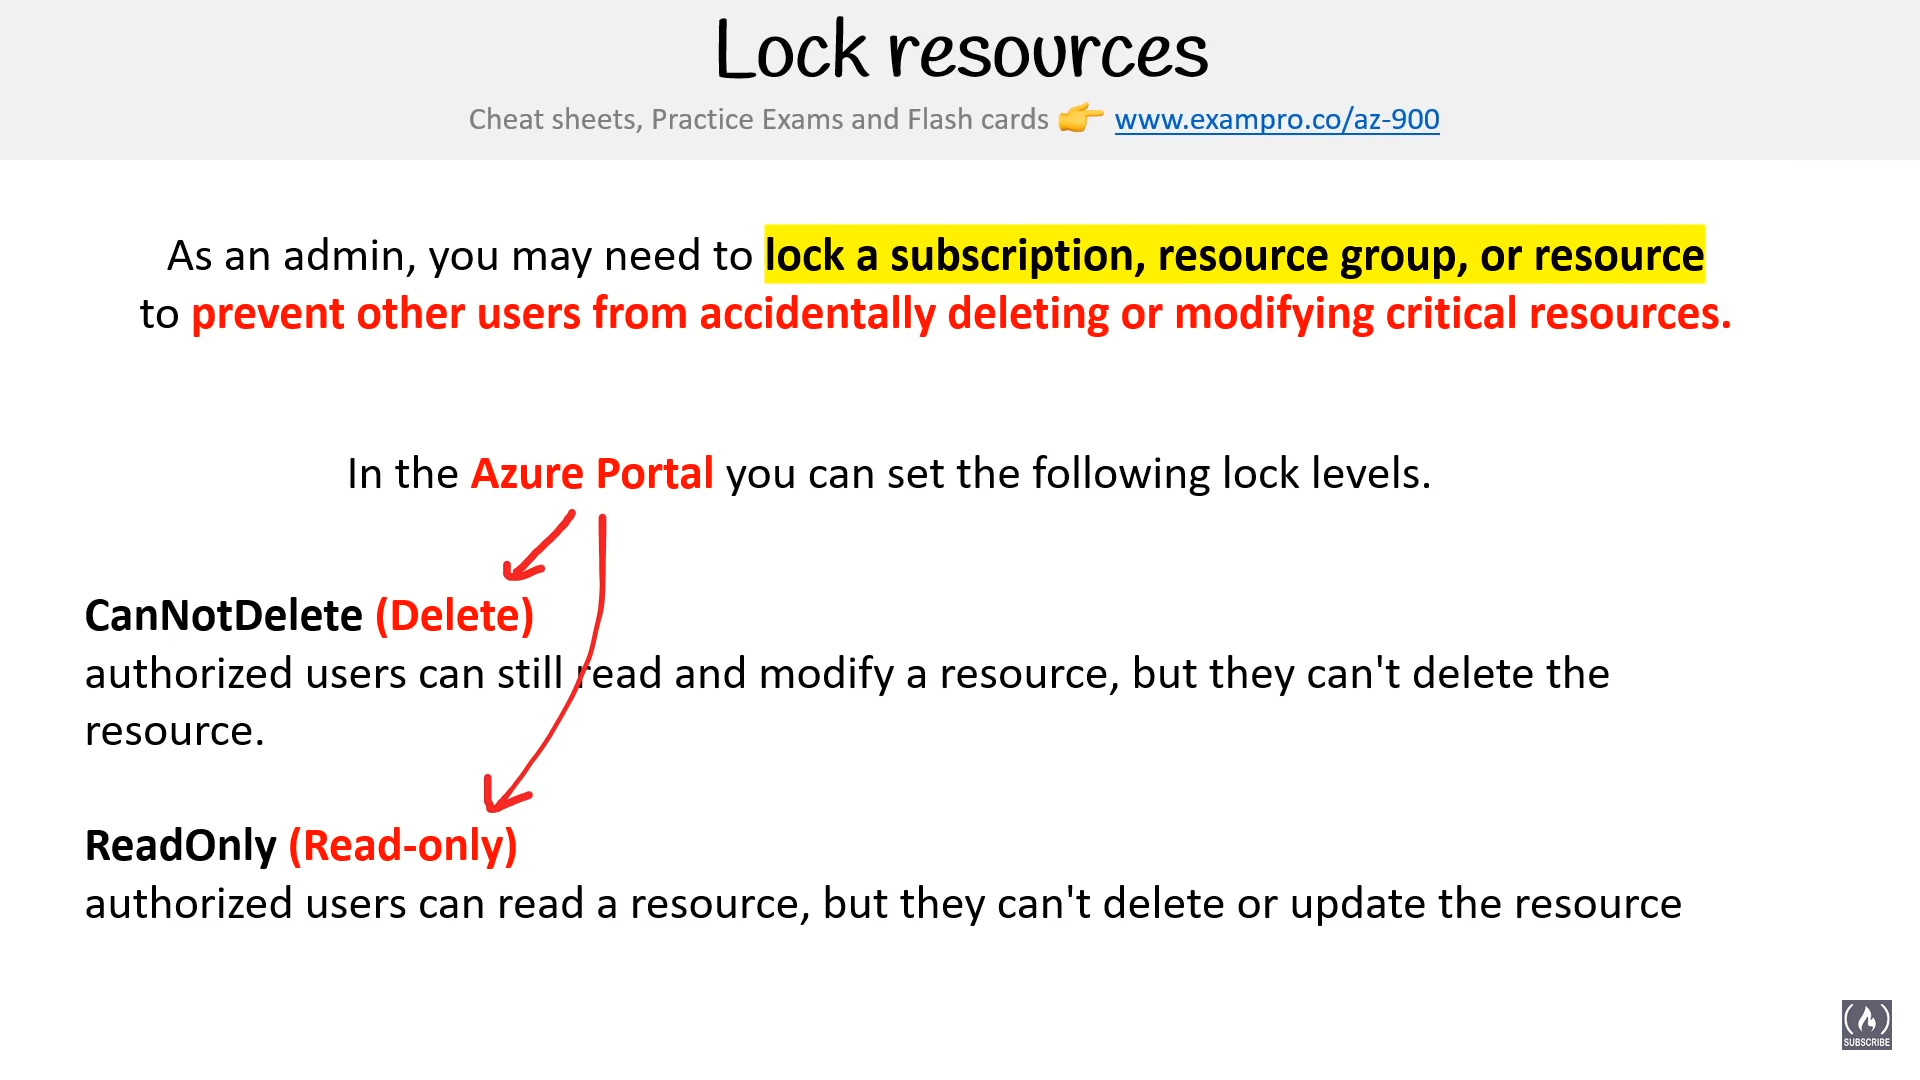 Lock resources
Cheat sheets, Practice Exams and Flash cards 👉 www.exampro.co/az-900
As an admin, you may need to lock a subscription, resource group, or resource
to prevent other users from accidentally deleting or modifying critical resources.
In the Azure Portal you can set the following lock levels.
CanNotDelete (Delete)
authorized users can still read and modify a resource, but they can't delete the
resource.
ReadOnly (Read-only)
authorized users can read a resource, but they can't delete or update the resource
SUBSCRIBE